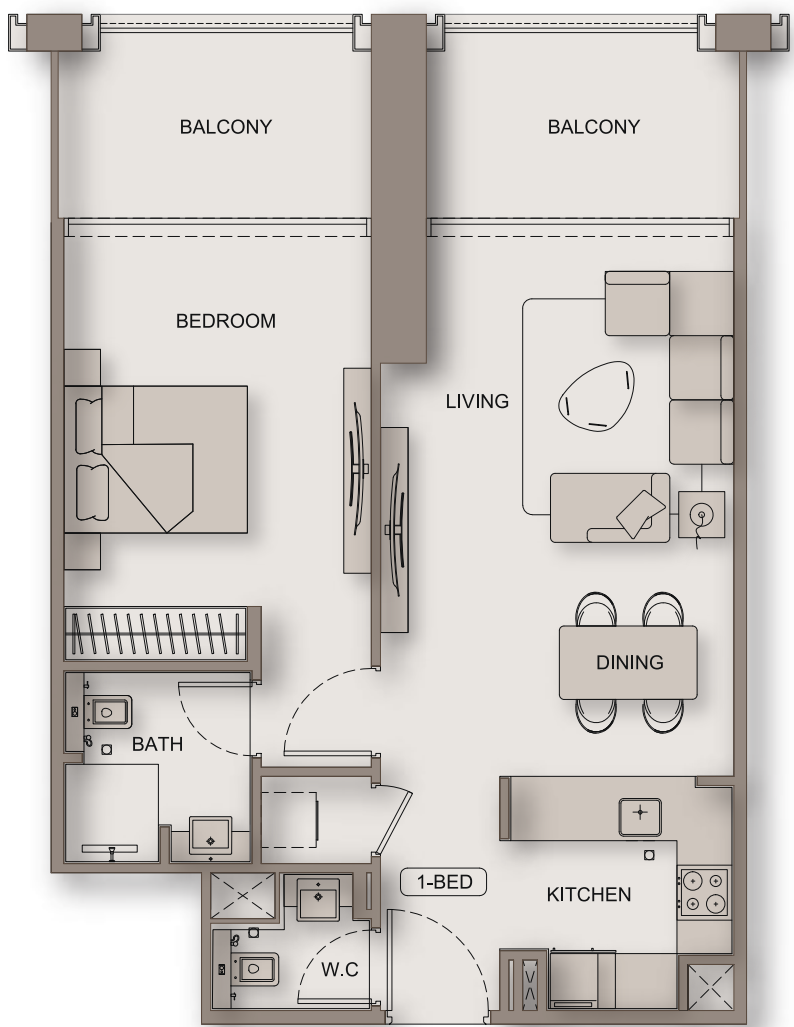 BALCONY
BALCONY
BEDROOM
LIVING
DINING
BATH
1-BED
KITCHEN
W.C